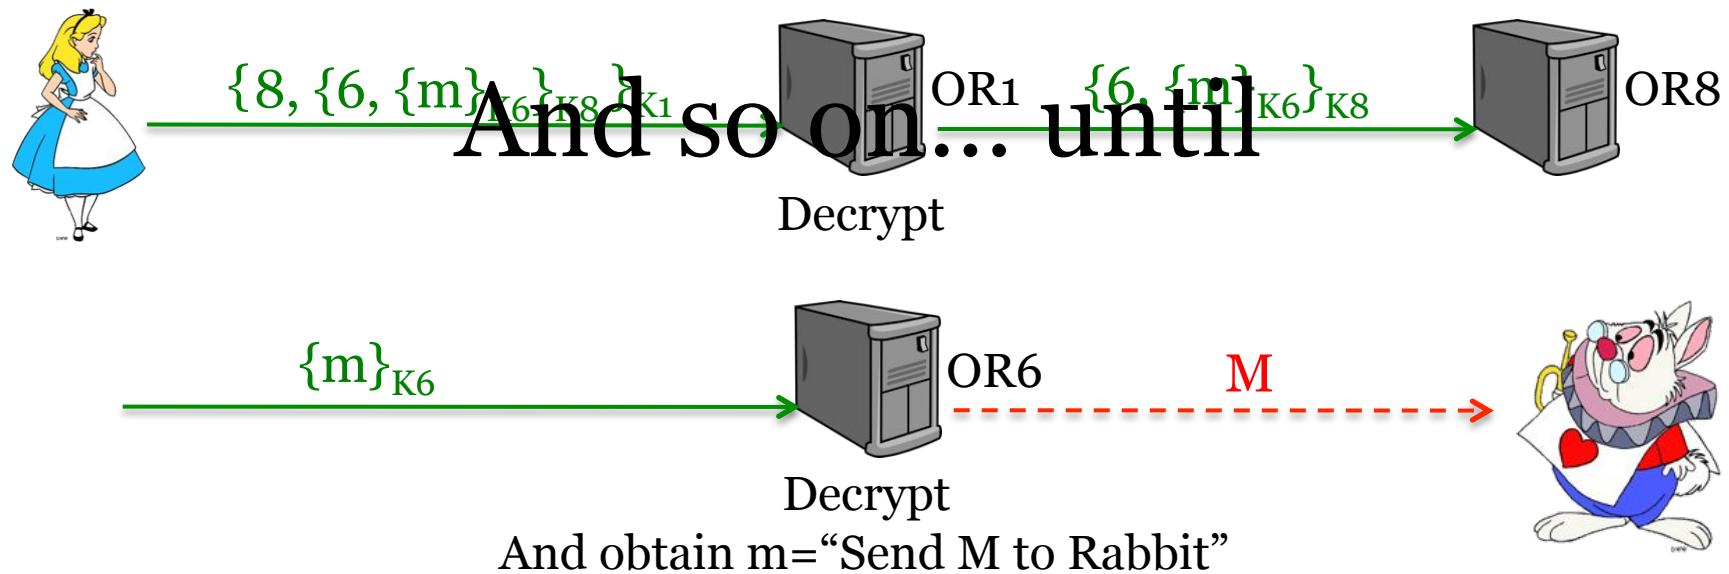 {8, {6, {m}K6}K8 }K1
OR1
{6, {m}K6}K8
OR8
And so on... until
Decrypt
{m}K6
OR6
M
Decrypt
And obtain m=“Send M to Rabbit”